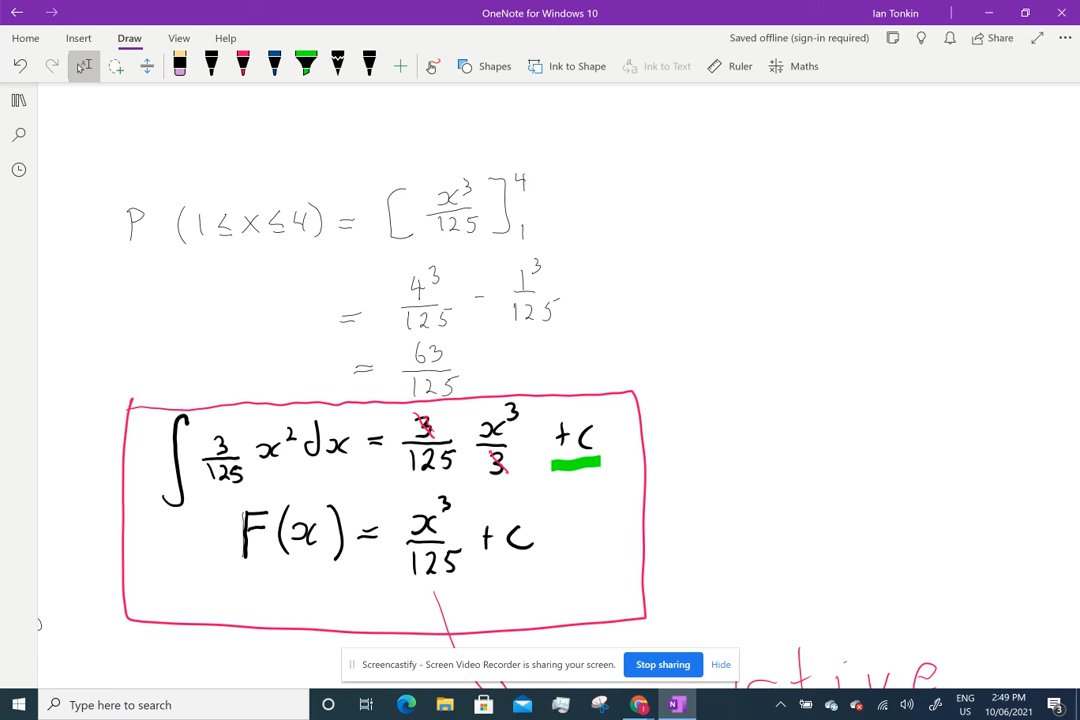 OneNote for Windows 10
Ian Tonkin
Home Insert Draw View Help
Saved offline (sign-in required)
Share
Shapes Ink to Shape Ink to Text Ruler Maths
P (1 ≤ X ≤ 4) = [x³/125]₁⁴
= 4³/125 - 1³/125
= 63/125
∫ 3/125 x² dx = 3/125 x³/3 + C
F(x) = x³/125 + C
Screencastify - Screen Video Recorder is sharing your screen. Stop sharing Hide
Type here to search
ENG
US
2:49 PM
10/06/2021
3